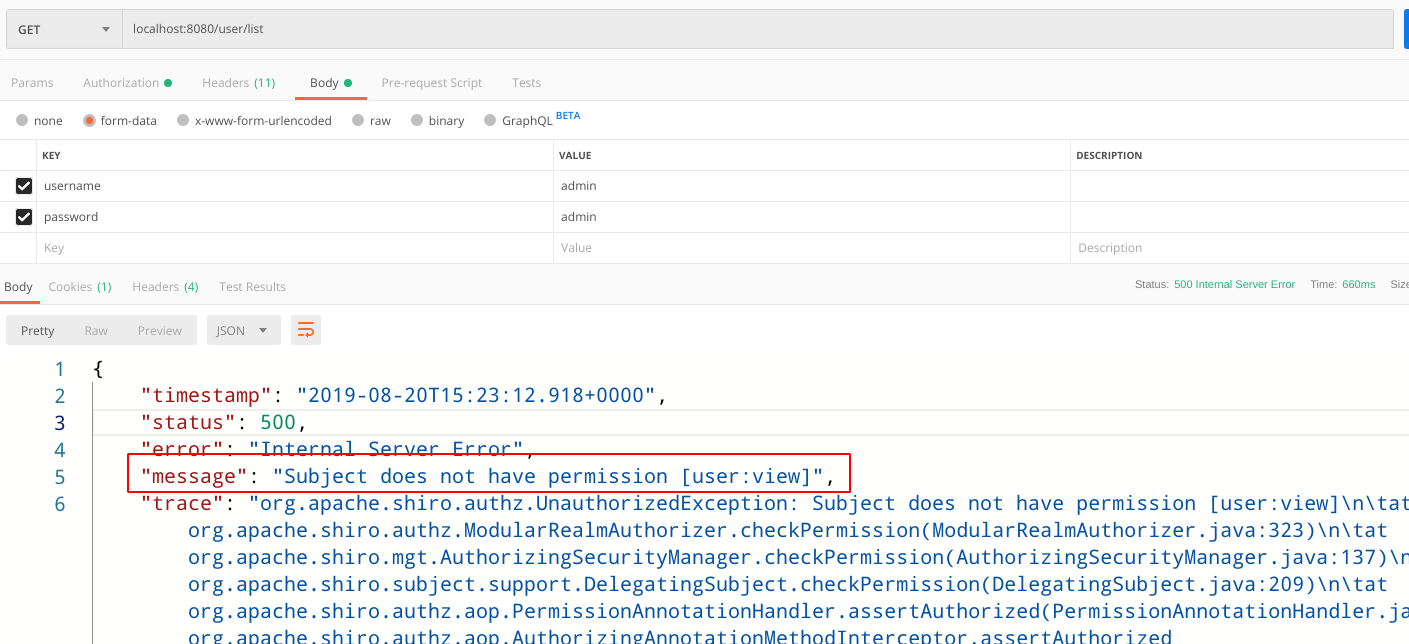 GET localhost:8080/user/list
Params Authorization Headers (11) Body Pre-request Script Tests
none form-data x-www-form-urlencoded raw binary GraphQL BETA
KEY VALUE DESCRIPTION
username admin
password admin
Key Value Description
Body Cookies (1) Headers (4) Test Results Status: 500 Internal Server Error Time: 660ms
Pretty Raw Preview JSON
1 {
2 "timestamp": "2019-08-20T15:23:12.918+0000",
3 "status": 500,
4 "error": "Internal Server Error",
5 "message": "Subject does not have permission [user:view]",
6 "trace": "org.apache.shiro.authz.UnauthorizedException: Subject does not have permission [user:view]\n\tat
org.apache.shiro.authz.ModularRealmAuthorizer.checkPermission(ModularRealmAuthorizer.java:323)\n\tat
org.apache.shiro.mgt.AuthorizingSecurityManager.checkPermission(AuthorizingSecurityManager.java:137)\n
org.apache.shiro.subject.support.DelegatingSubject.checkPermission(DelegatingSubject.java:209)\n\tat
org.apache.shiro.authz.aop.PermissionAnnotationHandler.assertAuthorized(PermissionAnnotationHandler.ja
org.apache.shiro.authz.aop.AuthorizingAnnotationMethodInterceptor.assertAuthorized